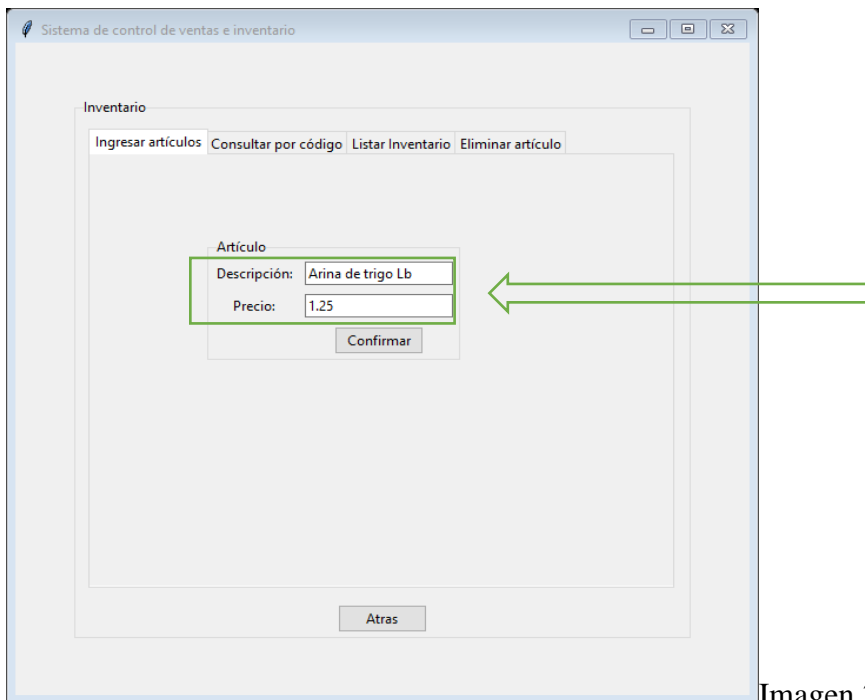 Sistema de control de ventas e inventario
Inventario
Ingresar artículos Consultar por código Listar Inventario Eliminar artículo
Artículo
Descripción: Arina de trigo Lb
Precio: 1.25
Confirmar
Atras
Imagen